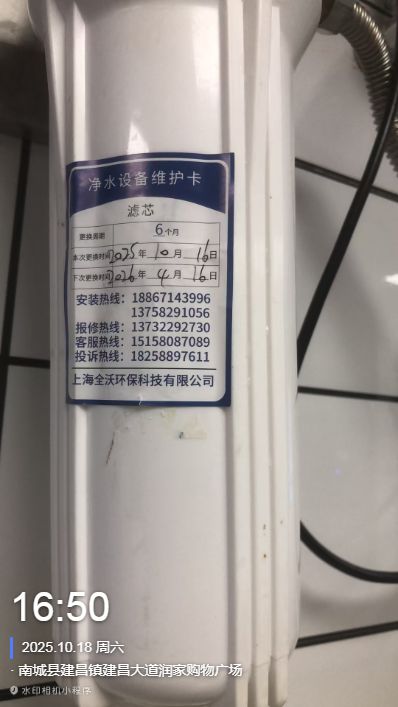 净水设备维护卡
滤芯
更换周期 6个月
本次更换时间 2025年10月16日
下次更换时间 2026年4月16日
安装热线：18867143996
13758291056
报修热线：13732292730
客服热线：15158087089
投诉热线：18258897611
上海全沃环保科技有限公司
16:50
2025.10.18 周六
· 南城县建昌镇建昌大道润家购物广场
水印相机小程序